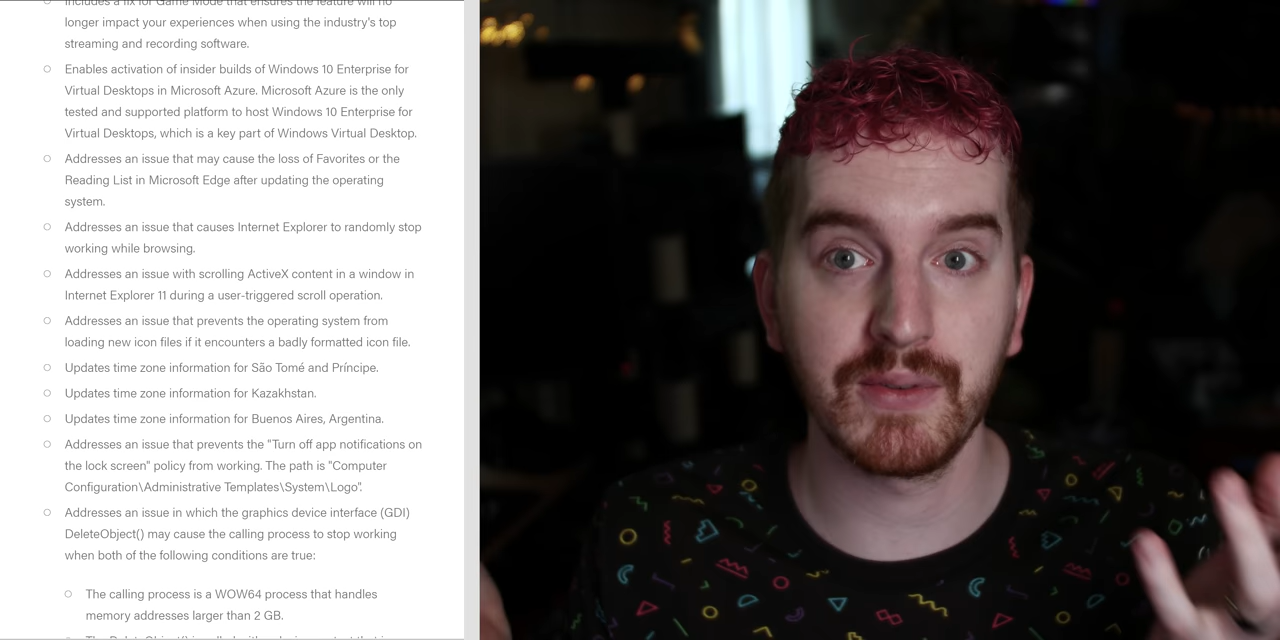 includes a fix for Game Mode that ensures the feature will no
longer impact your experiences when using the industry's top
streaming and recording software.
Enables activation of insider builds of Windows 10 Enterprise for
Virtual Desktops in Microsoft Azure. Microsoft Azure is the only
tested and supported platform to host Windows 10 Enterprise for
Virtual Desktops, which is a key part of Windows Virtual Desktop.
Addresses an issue that may cause the loss of Favorites or the
Reading List in Microsoft Edge after updating the operating
system.
Addresses an issue that causes Internet Explorer to randomly stop
working while browsing.
Addresses an issue with scrolling ActiveX content in a window in
Internet Explorer 11 during a user-triggered scroll operation.
Addresses an issue that prevents the operating system from
loading new icon files if it encounters a badly formatted icon file.
Updates time zone information for São Tomé and Príncipe.
Updates time zone information for Kazakhstan.
Updates time zone information for Buenos Aires, Argentina.
Addresses an issue that prevents the "Turn off app notifications on
the lock screen" policy from working. The path is "Computer
Configuration\Administrative Templates\System\Logo".
Addresses an issue in which the graphics device interface (GDI)
DeleteObject() may cause the calling process to stop working
when both of the following conditions are true:
The calling process is a WOW64 process that handles
memory addresses larger than 2 GB.